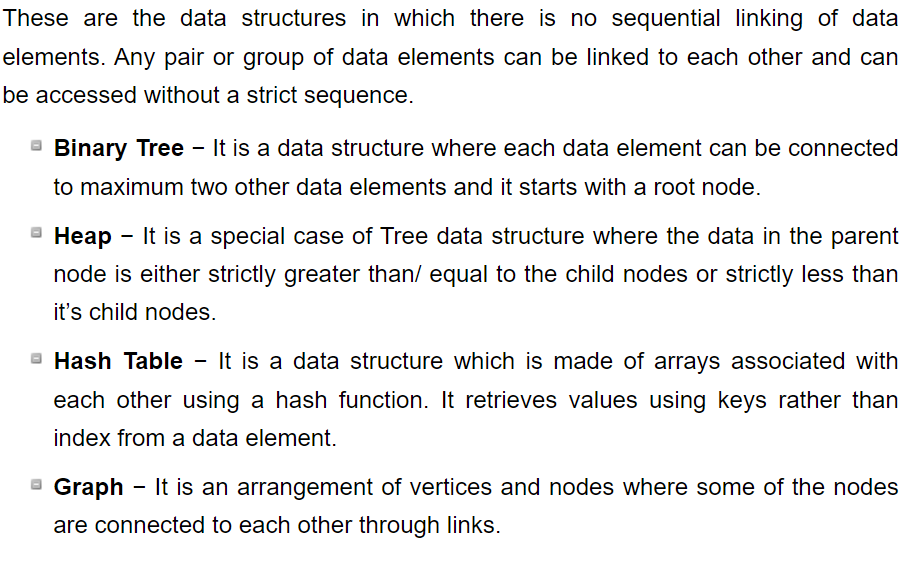 These are the data structures in which there is no sequential linking of data
elements. Any pair or group of data elements can be linked to each other and can
be accessed without a strict sequence.
Binary Tree − It is a data structure where each data element can be connected
to maximum two other data elements and it starts with a root node.
Heap − It is a special case of Tree data structure where the data in the parent
node is either strictly greater than/ equal to the child nodes or strictly less than
it’s child nodes.
Hash Table − It is a data structure which is made of arrays associated with
each other using a hash function. It retrieves values using keys rather than
index from a data element.
Graph − It is an arrangement of vertices and nodes where some of the nodes
are connected to each other through links.